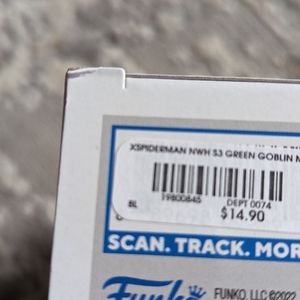 XSPIDERMAN NWH S3 GREEN GOBLIN M
BL 19800845 DEPT 0074
$14.90
SCAN. TRACK. MOR
Funko FUNKO, LLC ©2022